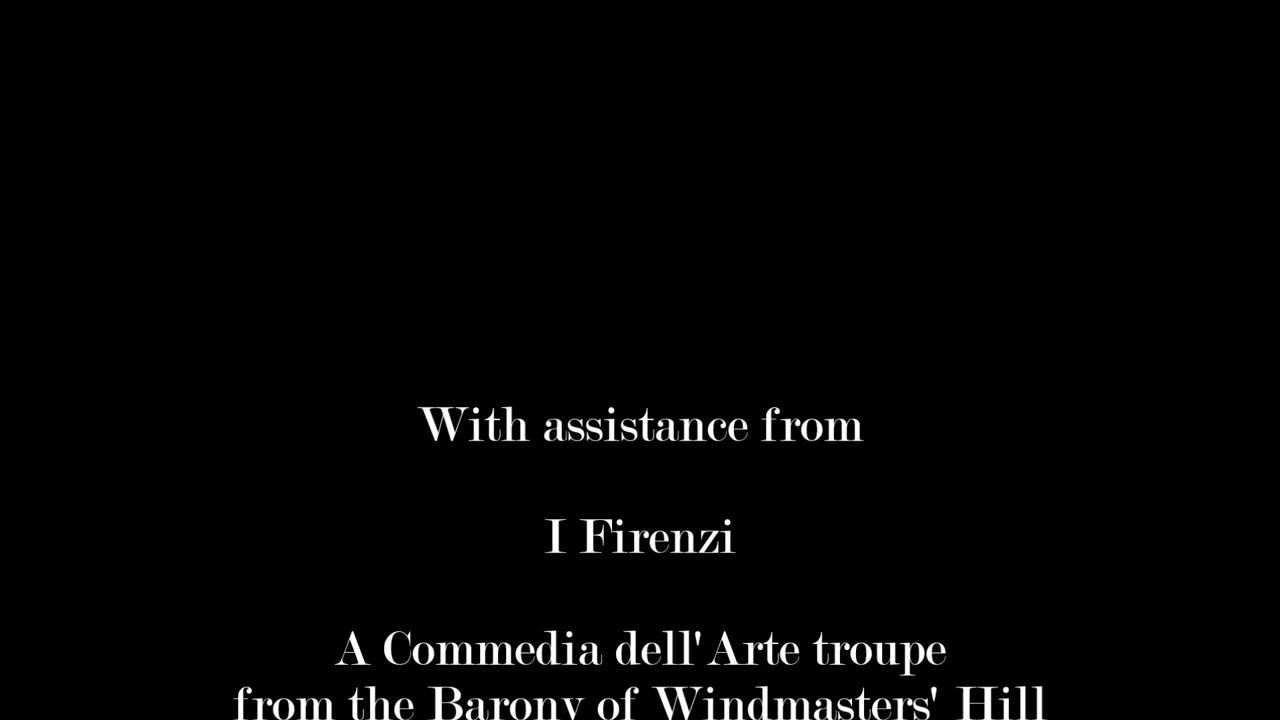 With assistance from
I Firenzi
A Commedia dell'Arte troupe
from the Barony of Windmasters' Hill